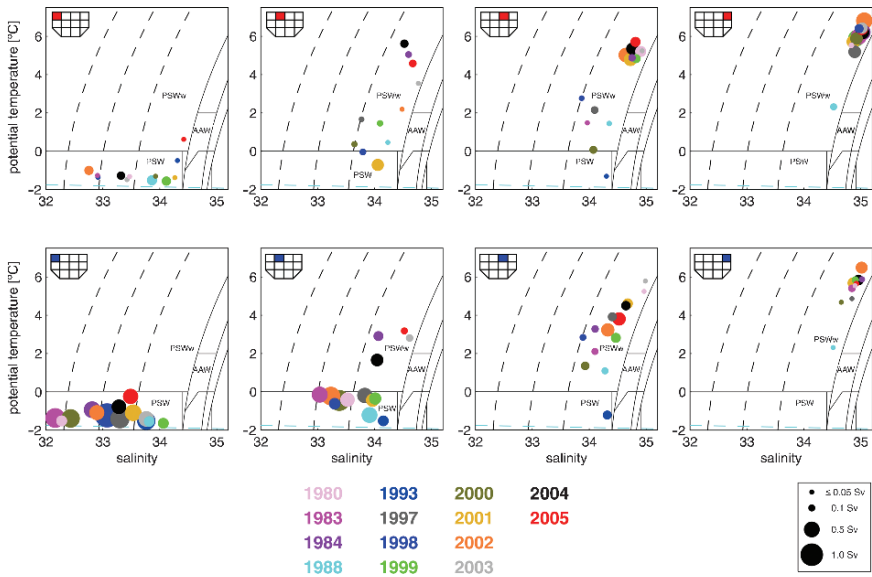 potential temperature [ºC]
6
4
2
0
-2
PSWw
AAW
PSW
32 33 34 35
6
4
2
0
-2
PSWw
AAW
PSW
32 33 34 35
6
4
2
0
-2
PSWw
AAW
PSW
32 33 34 35
6
4
2
0
-2
PSWw
AAW
PSW
32 33 34 35
potential temperature [ºC]
6
4
2
0
-2
PSWw
AAW
PSW
32 33 34 35
salinity
6
4
2
0
-2
PSWw
AAW
PSW
32 33 34 35
salinity
6
4
2
0
-2
PSWw
AAW
PSW
32 33 34 35
salinity
6
4
2
0
-2
PSWw
AAW
PSW
32 33 34 35
salinity
1980 1993 2000 2004
1983 1997 2001 2005
1984 1998 2002
1988 1999 2003
≤ 0.05 Sv
0.1 Sv
0.5 Sv
1.0 Sv